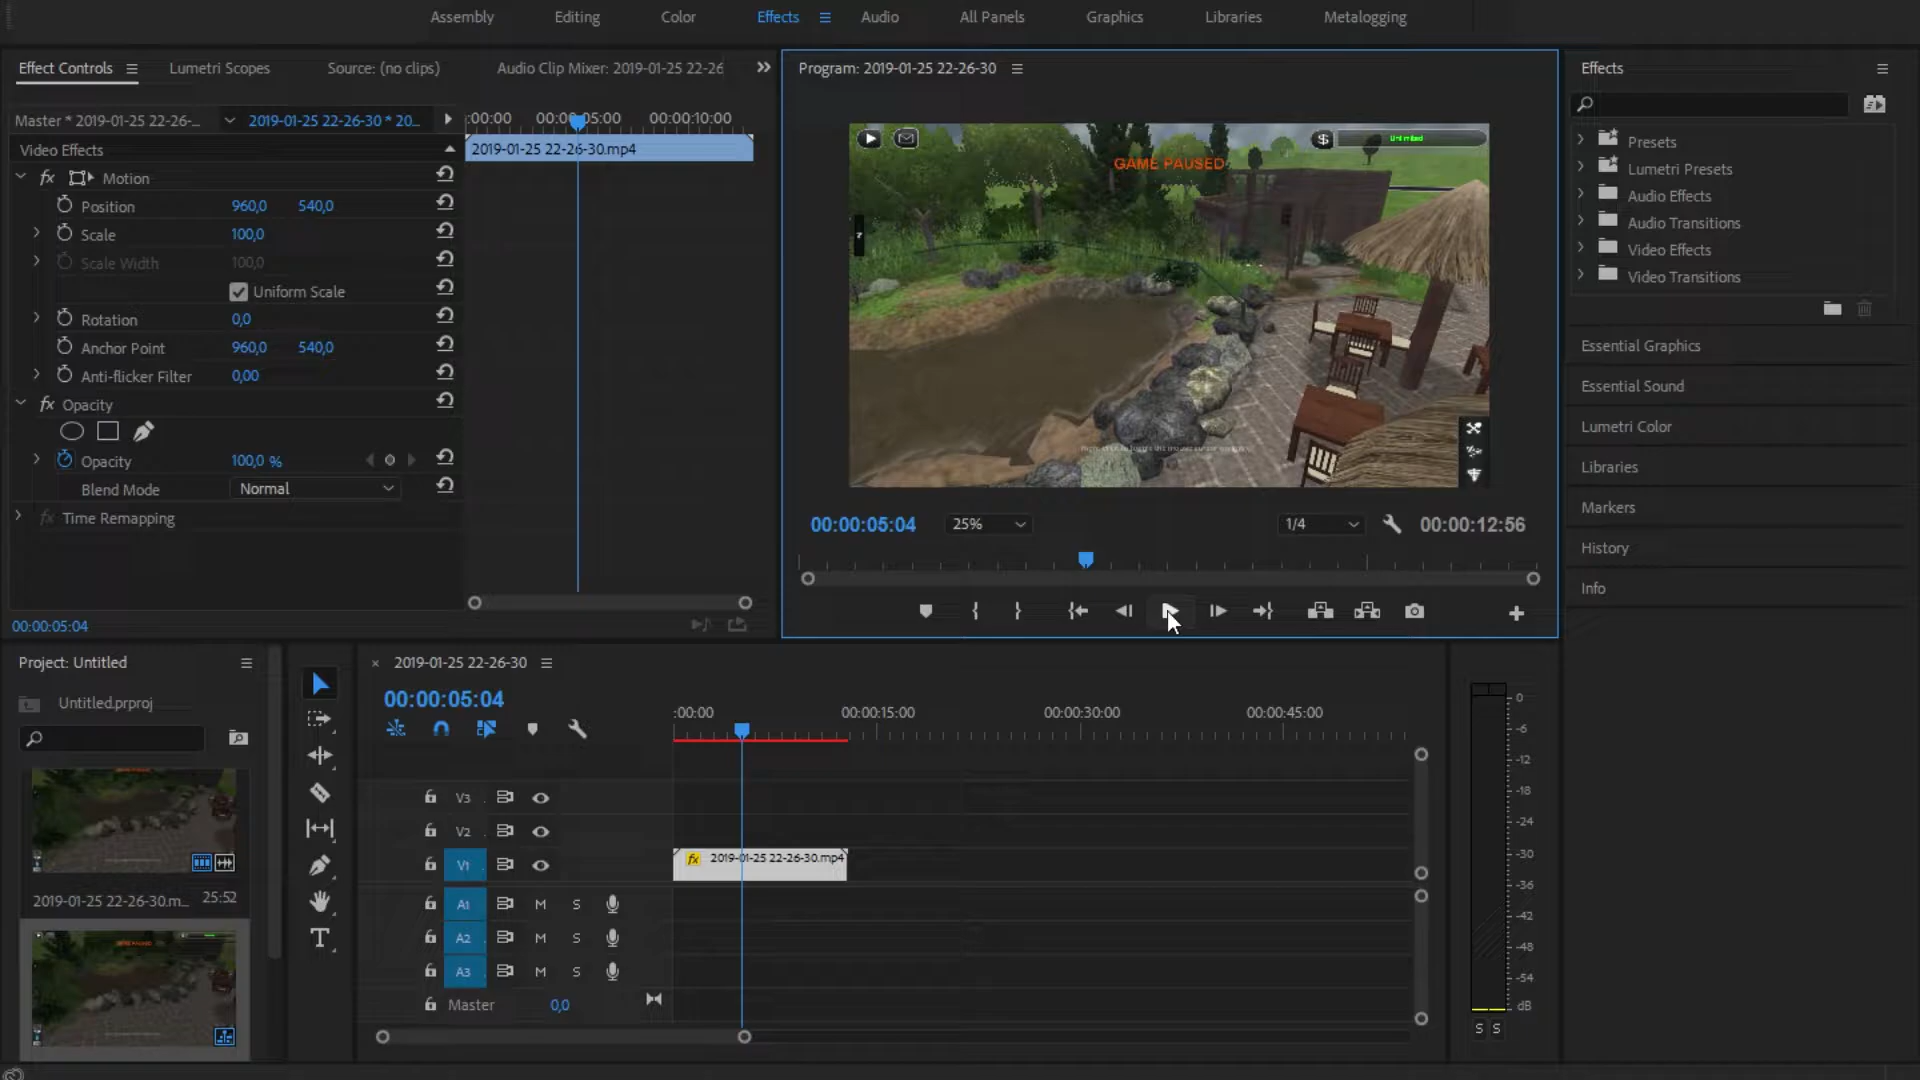 Assembly Editing Color Effects Audio All Panels Graphics Libraries Metalogging
Effect Controls Lumetri Scopes Source: (no clips) Audio Clip Mixer: 2019-01-25 22-26
Master * 2019-01-25 22-26-... 2019-01-25 22-26-30 * 20...
:00:00 00:00:05:00 00:00:10:00
Video Effects
2019-01-25 22-26-30.mp4
fx Motion
Position 960,0 540,0
Scale 100,0
Scale Width 100,0
Uniform Scale
Rotation 0,0
Anchor Point 960,0 540,0
Anti-flicker Filter 0,00
fx Opacity
Opacity 100,0 %
Blend Mode Normal
fx Time Remapping
00:00:05:04
Program: 2019-01-25 22-26-30
$ Unlimited
GAME PAUSED
?
00:00:05:04 25% 1/4 00:00:12:56
Effects
Presets
Lumetri Presets
Audio Effects
Audio Transitions
Video Effects
Video Transitions
Essential Graphics
Essential Sound
Lumetri Color
Libraries
Markers
History
Info
Project: Untitled
Untitled.prproj
2019-01-25 22-26-30.m... 25:52
T
× 2019-01-25 22-26-30
00:00:05:04
:00:00 00:00:15:00 00:00:30:00 00:00:45:00
V3
V2
V1
fx 2019-01-25 22-26-30.mp4
A1 M S
A2 M S
A3 M S
Master 0,0
0
-6
-12
-18
-24
-30
-36
-42
-48
-54
dB
S S